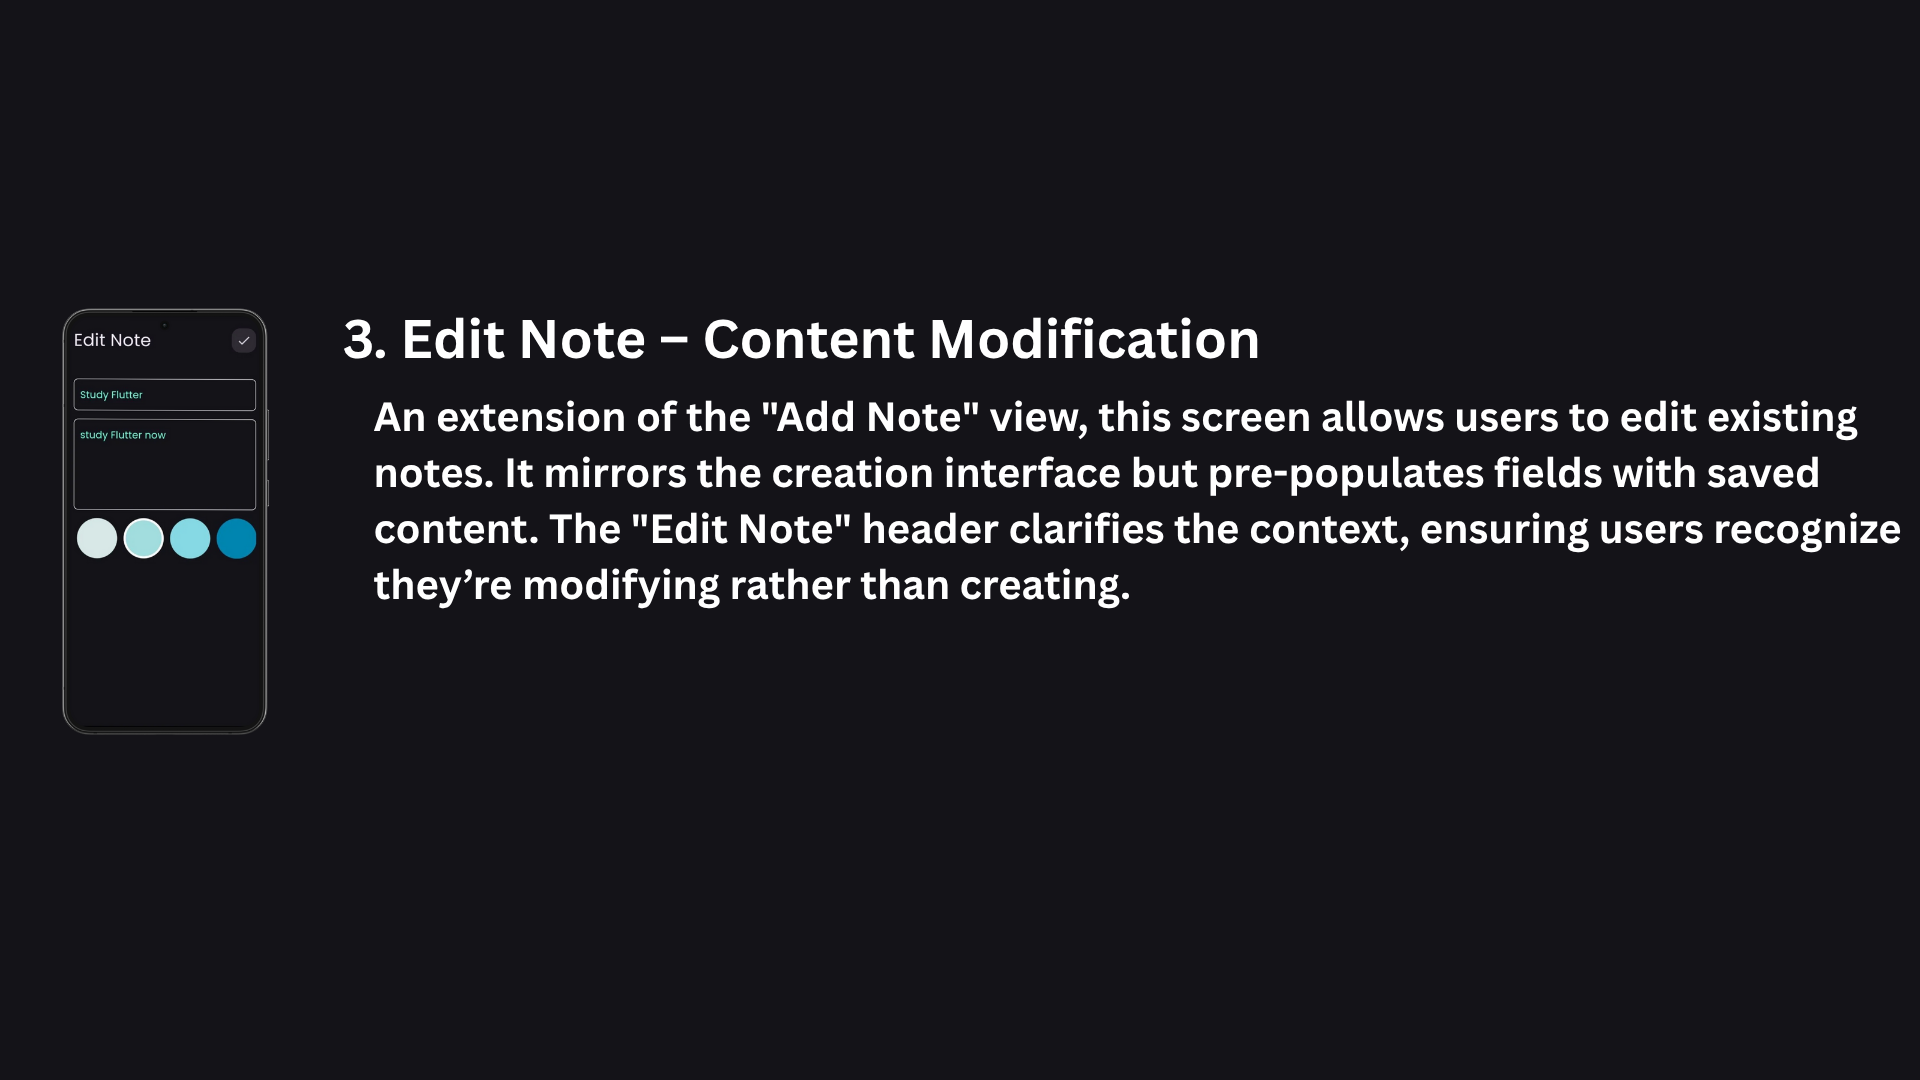 Edit Note
Study Flutter
study Flutter now
3. Edit Note – Content Modification
An extension of the "Add Note" view, this screen allows users to edit existing
notes. It mirrors the creation interface but pre-populates fields with saved
content. The "Edit Note" header clarifies the context, ensuring users recognize
they’re modifying rather than creating.